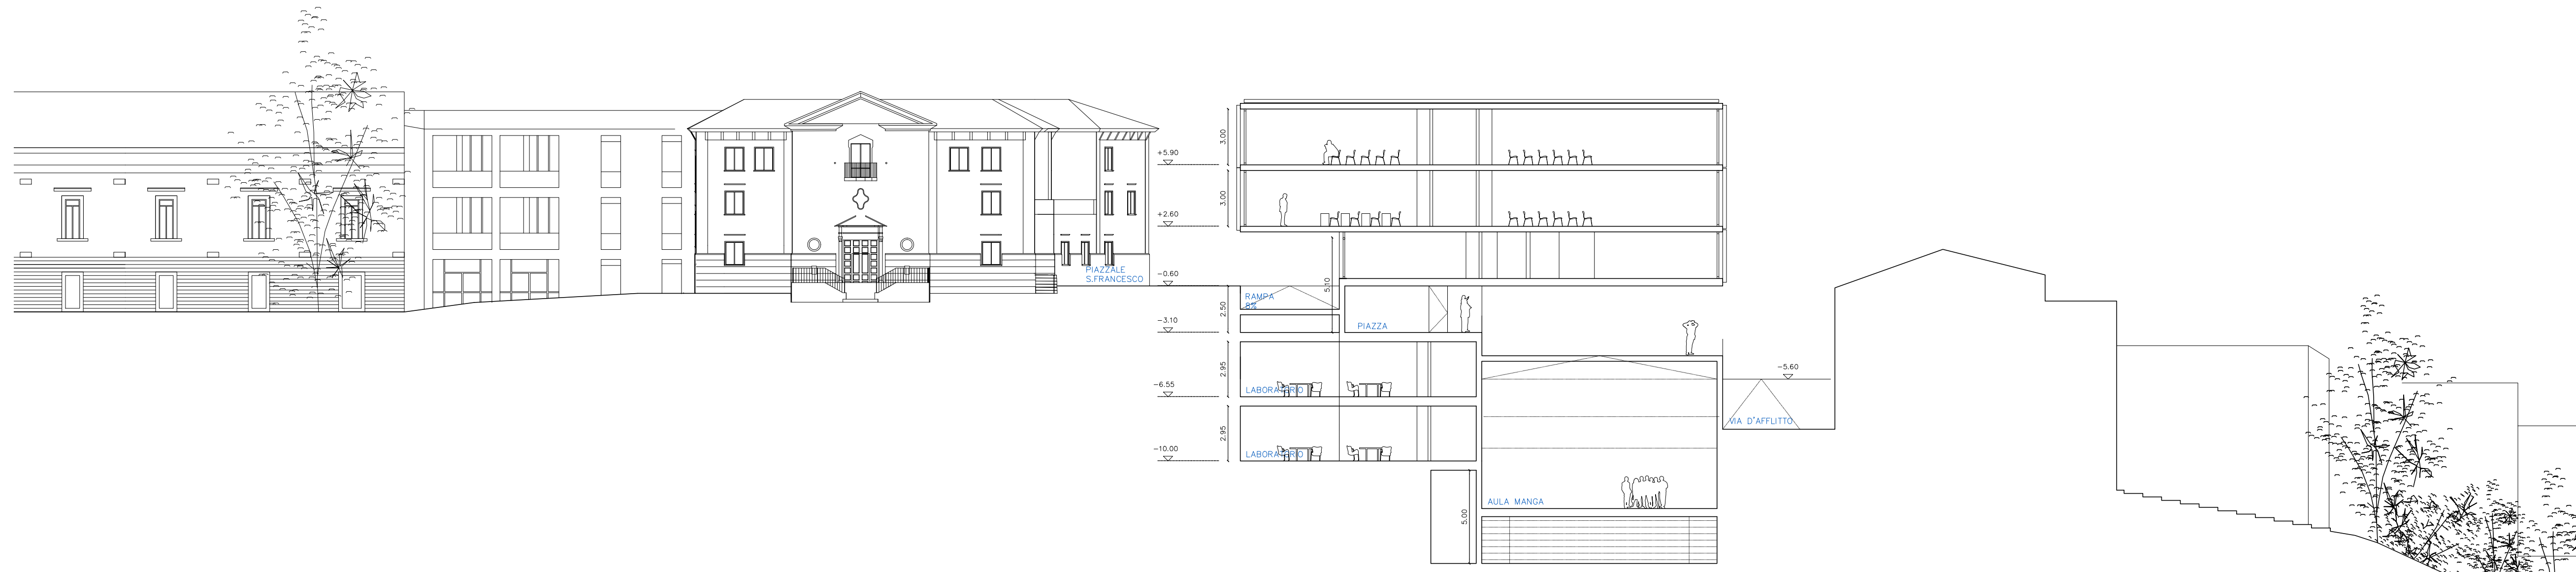 +5.90
+2.60
PIAZZALE
S.FRANCESCO
-0.60
-3.10
-6.55
-10.00
3.00
3.00
2.50
2.95
2.95
RAMPA
8%
5.10
PIAZZA
LABORATORIO
LABORATORIO
5.00
AULA MANGA
-5.60
VIA D'AFFLITTO